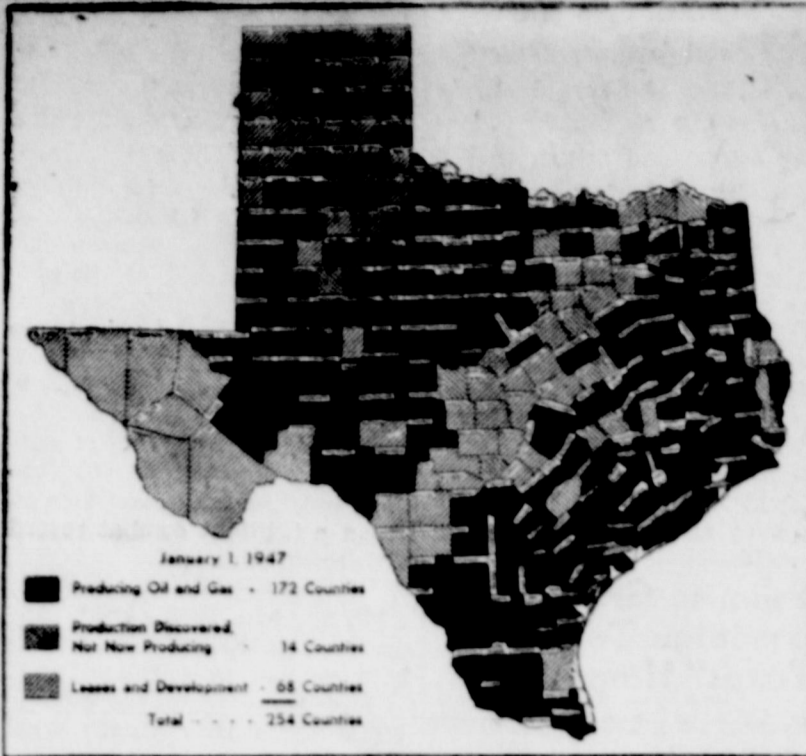 January 1, 1947
Producing Oil and Gas - 172 Counties
Production Discovered,
Not Now Producing 14 Counties
Leases and Development - 68 Counties
Total - - - - 254 Counties